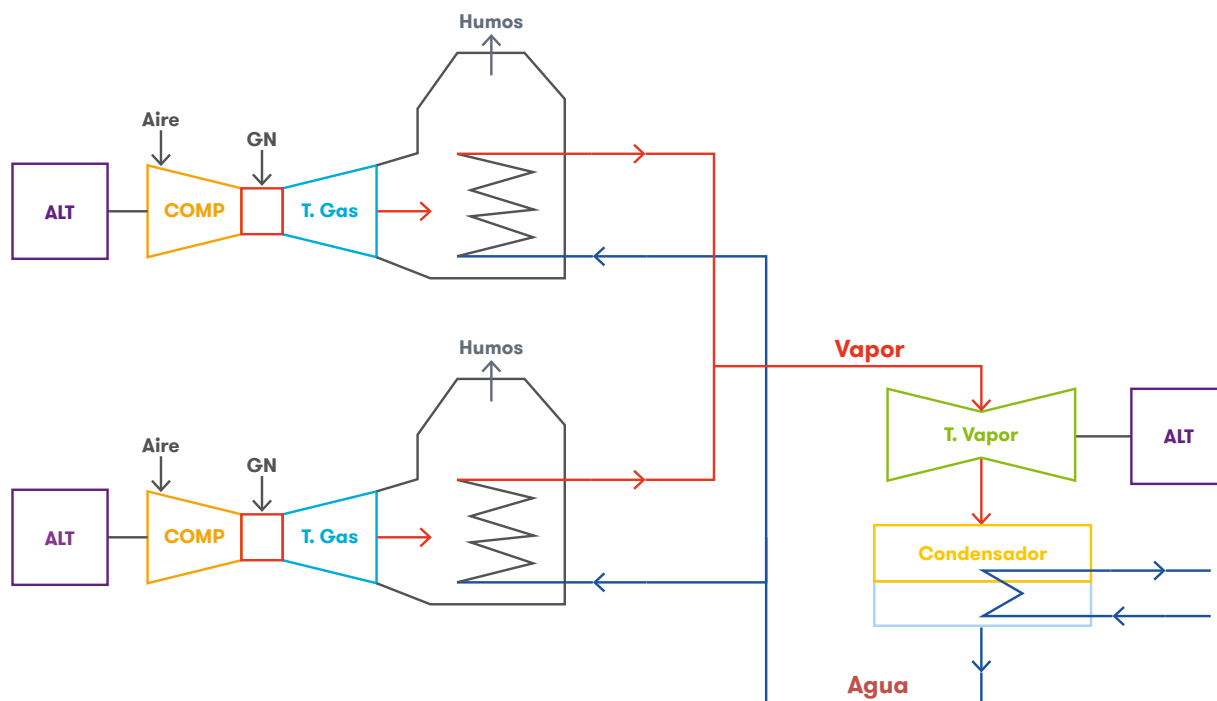 Humos
Aire
GN
ALT
COMP
T. Gas
Humos
Vapor
Aire
GN
T. Vapor
ALT
ALT
COMP
T. Gas
Condensador
Agua